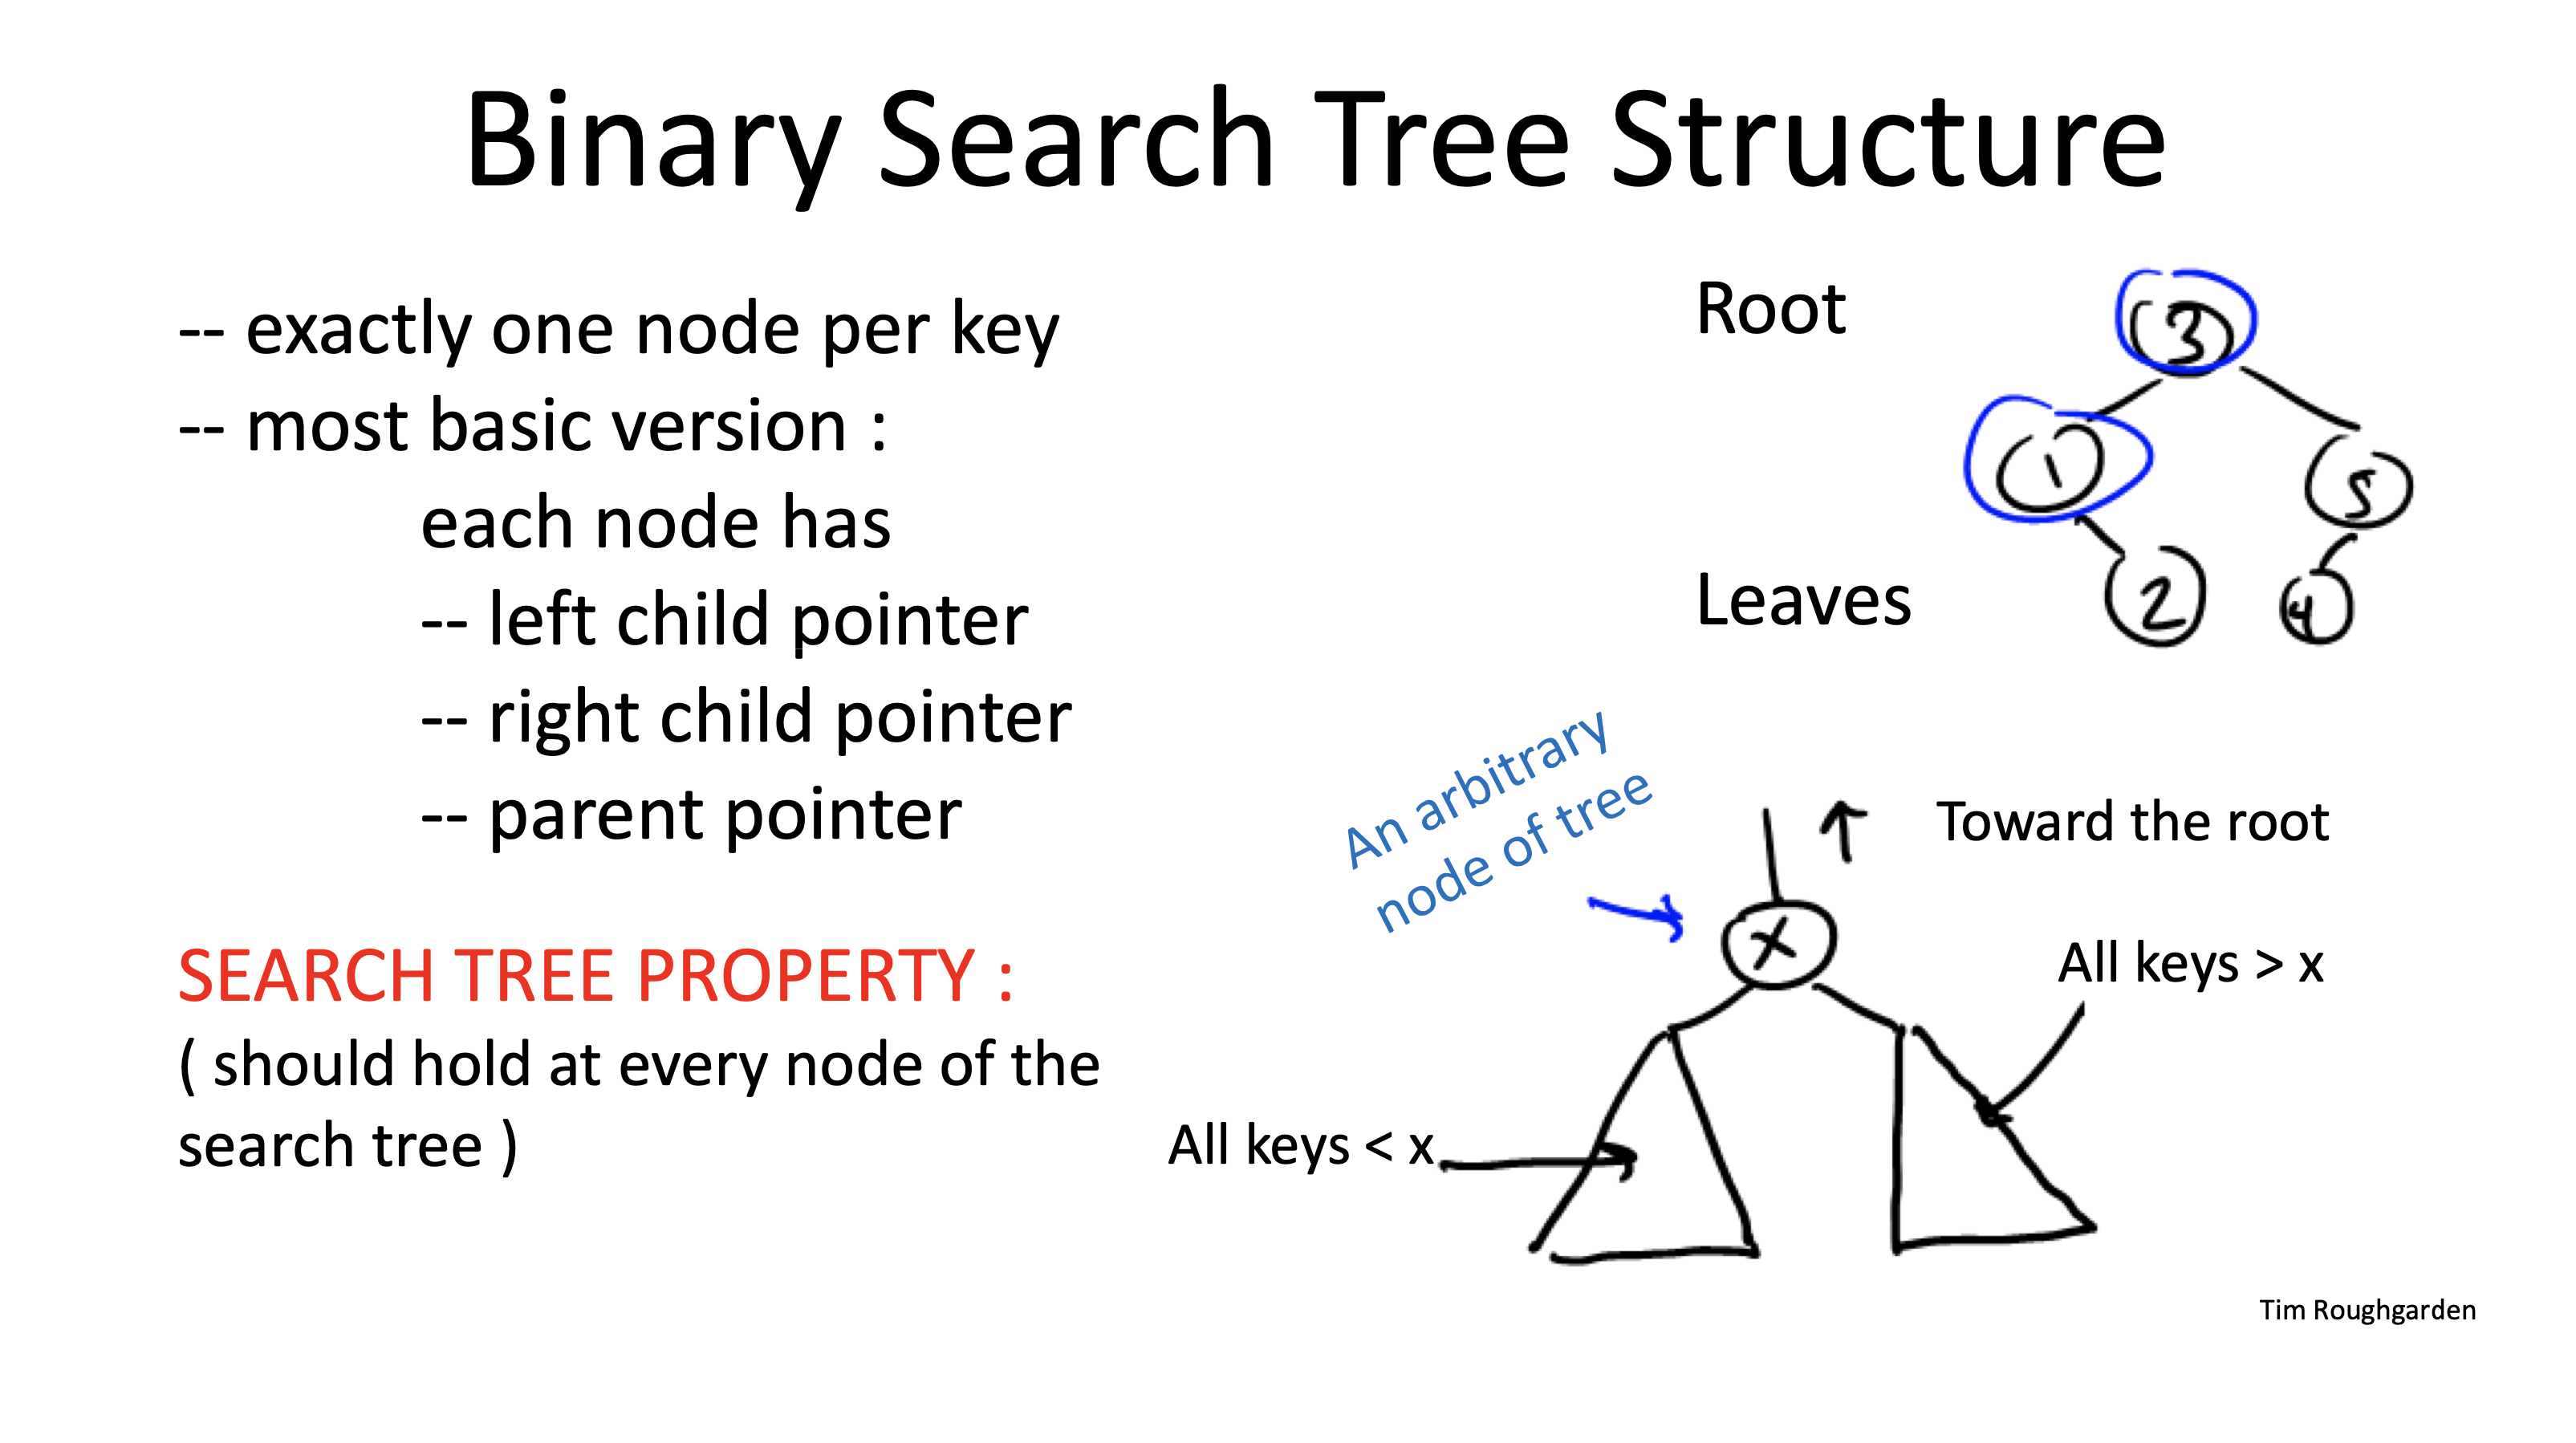 Binary Search Tree Structure
-- exactly one node per key
-- most basic version :
each node has
-- left child pointer
-- right child pointer
-- parent pointer
SEARCH TREE PROPERTY :
( should hold at every node of the
search tree )
Root
3
1
5
Leaves
2
4
An arbitrary
node of tree
Toward the root
x
All keys > x
All keys < x
Tim Roughgarden